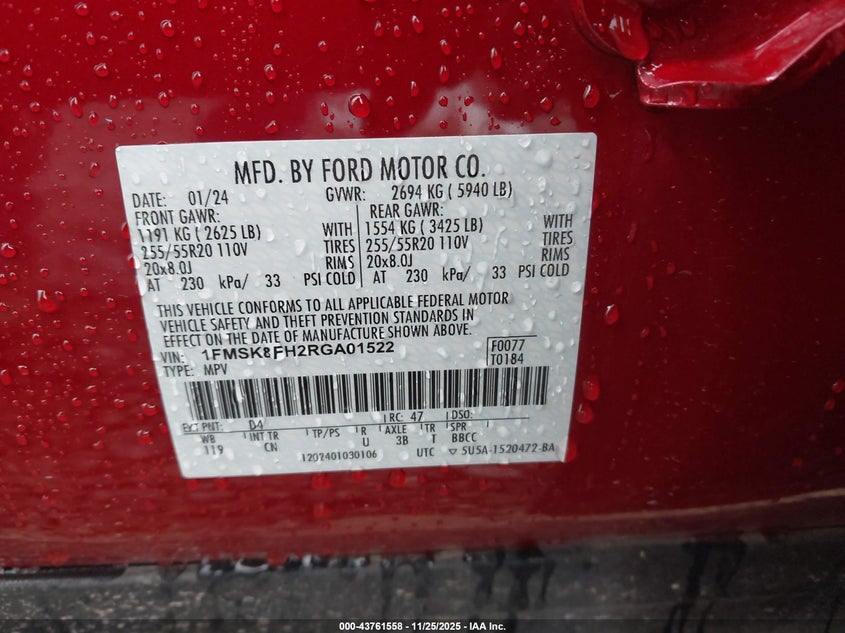 MFD. BY FORD MOTOR CO.
DATE: 01/24 GVWR: 2694 KG ( 5940 LB)
FRONT GAWR: REAR GAWR:
1191 KG ( 2625 LB) WITH 1554 KG ( 3425 LB) WITH
255/55R20 110V TIRES 255/55R20 110V TIRES
20x8.0J RIMS 20x8.0J RIMS
AT 230 kPa/ 33 PSI COLD AT 230 kPa/ 33 PSI COLD
THIS VEHICLE CONFORMS TO ALL APPLICABLE FEDERAL MOTOR
VEHICLE SAFETY AND THEFT PREVENTION STANDARDS IN
EFFECT ON THE DATE OF MANUFACTURE SHOWN ABOVE.
VIN: 1FMSK8FH2RGA01522 F0077
TYPE: MPV T0184
EXT PNT: D4 RC: 47 DSO:
WB INT TR TP/PS R AXLE TR SPR
119 CN U 3B T BBCC
1202401030106 UTC ▽ 5U5A-1520472-BA
000-43761558 - 11/25/2025 - IAA Inc.